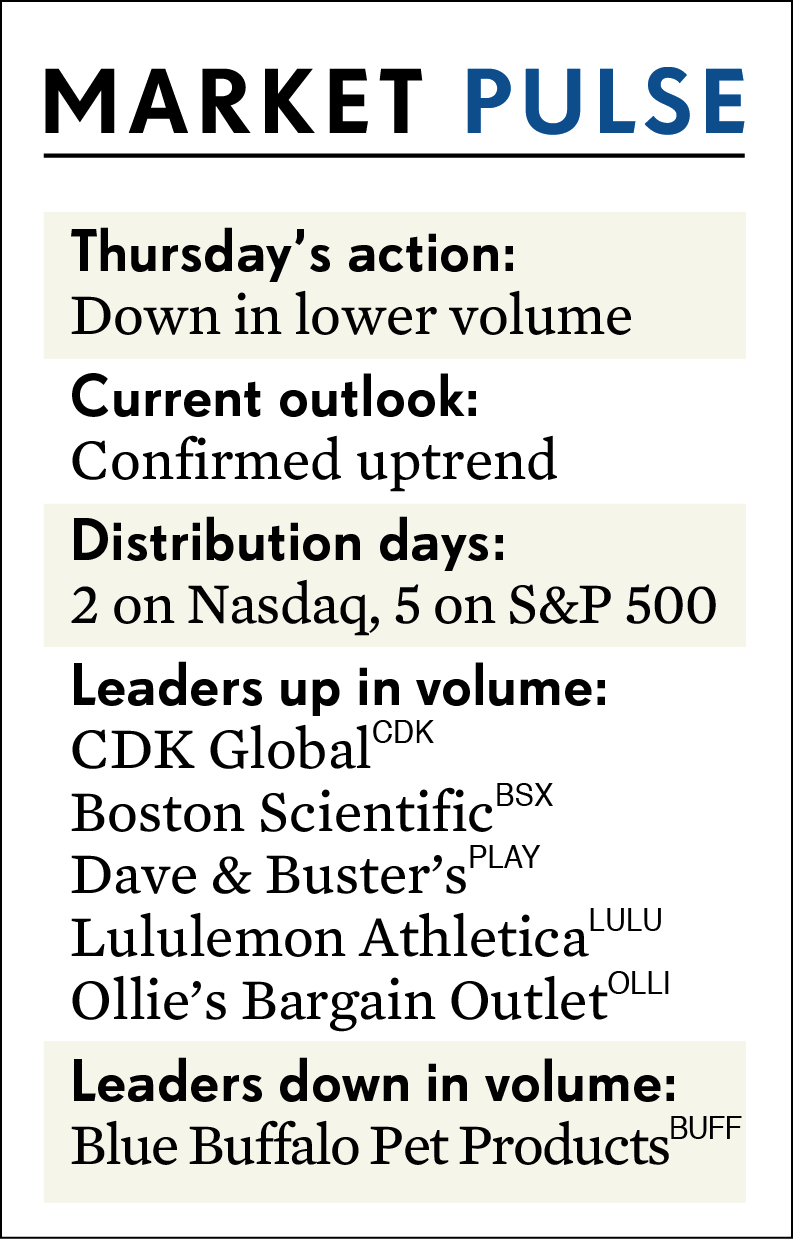 MARKET PULSE
Thursday’s action:
Down in lower volume
Current outlook:
Confirmed uptrend
Distribution days:
2 on Nasdaq, 5 on S&P 500
Leaders up in volume:
CDK Global CDK
Boston Scientific BSX
Dave & Buster’s PLAY
Lululemon Athletica LULU
Ollie’s Bargain Outlet OLLI
Leaders down in volume:
Blue Buffalo Pet Products BUFF